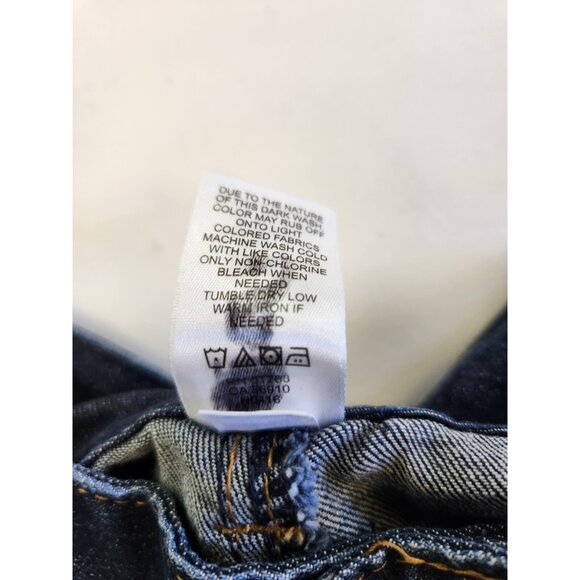 DUE TO THE NATURE
OF THIS DARK WASH
COLOR MAY RUB OFF
ONTO LIGHT
COLORED FABRICS
MACHINE WASH COLD
WITH LIKE COLORS
ONLY NON-CHLORINE
BLEACH WHEN
NEEDED
TUMBLE DRY LOW
WARM IRON IF
NEEDED